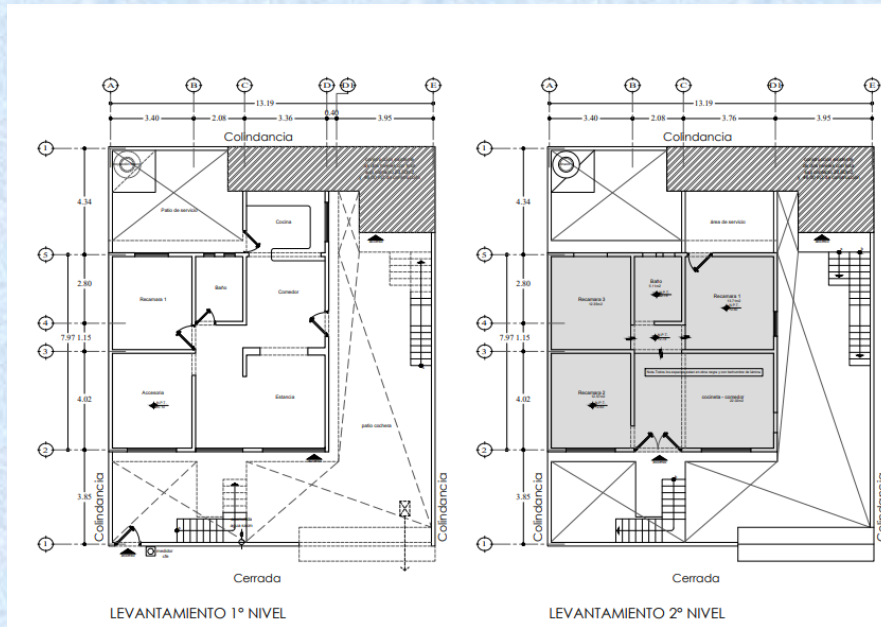 A B C D D1 E
13.19
3.40 2.08 3.36 0.40 3.95
Colindancia
1
4.34
5
2.80
4
7.97 1.15
3
4.02
2
3.85
1
Patio de servicio
Cocina
Recamara 1
Baño
Comedor
Accesoria
N.P.T.
Estancia
patio cochera
Colindancia
Colindancia
medidor
cfe
Cerrada
LEVANTAMIENTO 1° NIVEL
A B C D1 E
13.19
3.40 2.08 3.76 3.95
Colindancia
1
4.34
5
2.80
4
7.97 1.15
3
4.02
2
3.85
1
área de servicio
Recamara 3
Baño
N.P.T.
Recamara 1
N.P.T.
N.P.T.
Recamara 2
N.P.T.
cocineta - comedor
Colindancia
Colindancia
Cerrada
LEVANTAMIENTO 2° NIVEL